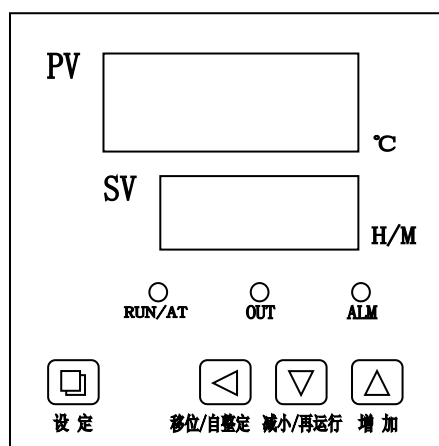 PV
℃
SV
H/M
RUN/AT OUT ALM
设定 移位/自整定 减小/再运行 增加